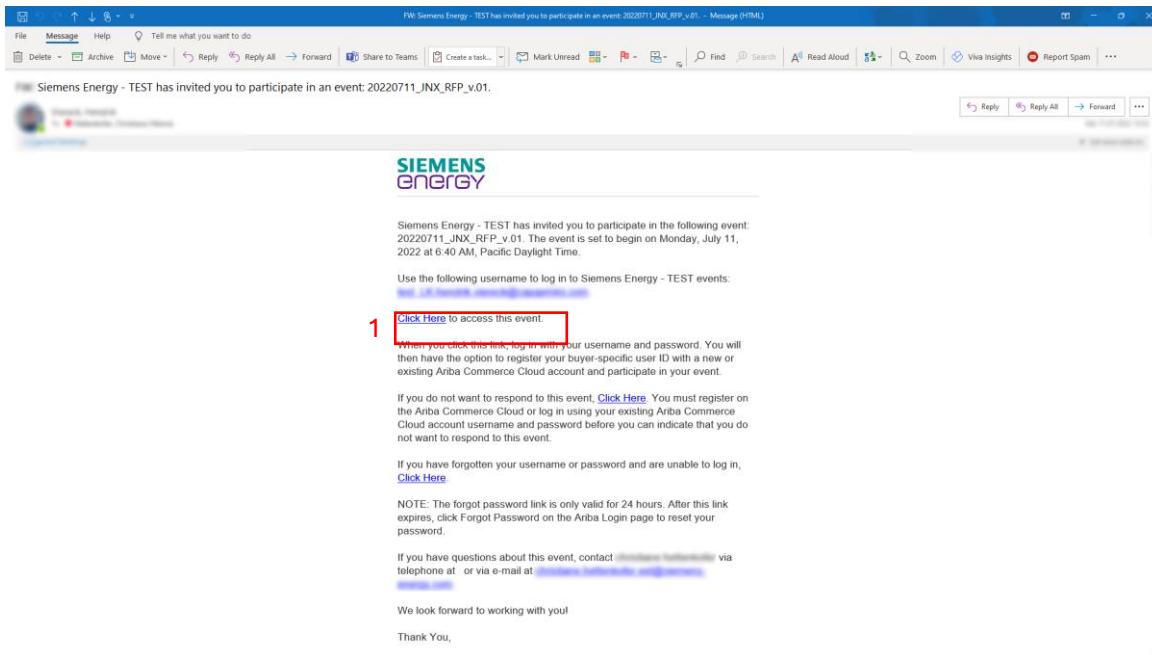 FW: Siemens Energy - TEST has invited you to participate in an event: 20220711_JNX_RFP_v.01. - Message (HTML)
File Message Help Tell me what you want to do
Delete Archive Move Reply Reply All Forward Share to Teams Create a task... Mark Unread Find Search Read Aloud Zoom Viva Insights Report Spam
FW: Siemens Energy - TEST has invited you to participate in an event: 20220711_JNX_RFP_v.01.
Reply Reply All Forward
SIEMENS
energy
Siemens Energy - TEST has invited you to participate in the following event:
20220711_JNX_RFP_v.01. The event is set to begin on Monday, July 11,
2022 at 6:40 AM, Pacific Daylight Time.
Use the following username to log in to Siemens Energy - TEST events:
1
Click Here to access this event.
When you click this link, log in with your username and password. You will
then have the option to register your buyer-specific user ID with a new or
existing Ariba Commerce Cloud account and participate in your event.
If you do not want to respond to this event, Click Here. You must register on
the Ariba Commerce Cloud or log in using your existing Ariba Commerce
Cloud account username and password before you can indicate that you do
not want to respond to this event.
If you have forgotten your username or password and are unable to log in,
Click Here.
NOTE: The forgot password link is only valid for 24 hours. After this link
expires, click Forgot Password on the Ariba Login page to reset your
password.
If you have questions about this event, contact via
telephone at or via e-mail at
We look forward to working with you!
Thank You,